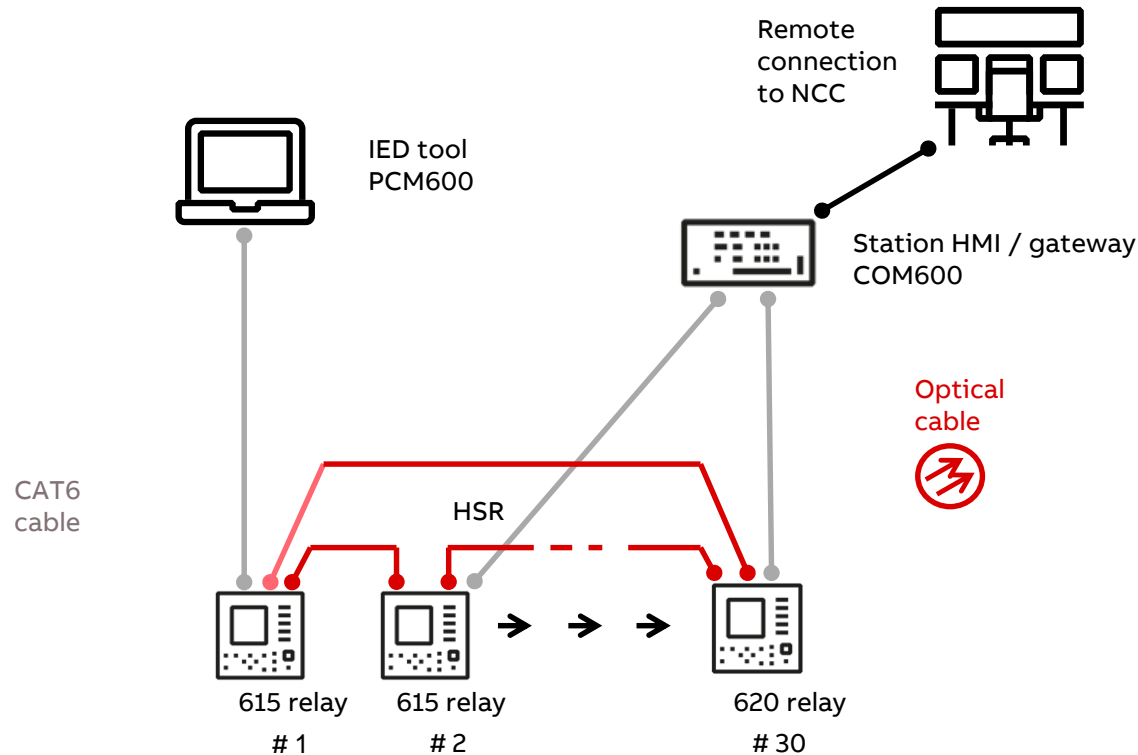 Remote
connection
to NCC
IED tool
PCM600
Station HMI / gateway
COM600
Optical
cable
CAT6
cable
HSR
615 relay
# 1
615 relay
# 2
620 relay
# 30